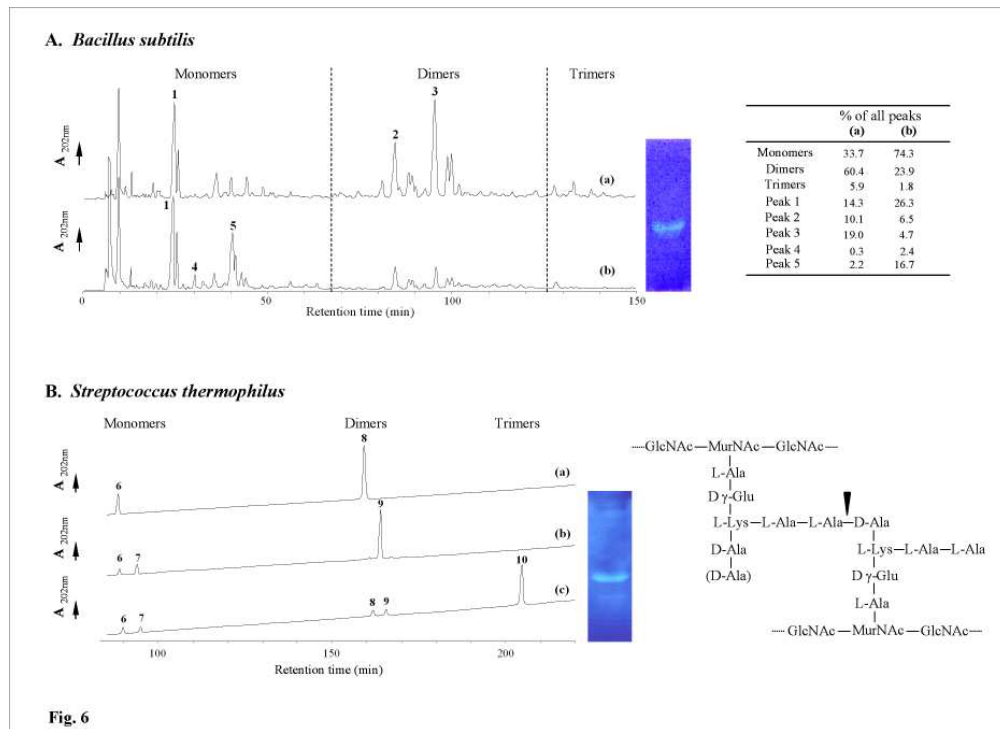 A. Bacillus subtilis
Monomers Dimers Trimers
A 202nm
1 2 3
(a)
A 202nm
1 4 5
(b)
0 50 100 150
Retention time (min)
% of all peaks
(a) (b)
Monomers 33.7 74.3
Dimers 60.4 23.9
Trimers 5.9 1.8
Peak 1 14.3 26.3
Peak 2 10.1 6.5
Peak 3 19.0 4.7
Peak 4 0.3 2.4
Peak 5 2.2 16.7
B. Streptococcus thermophilus
Monomers Dimers Trimers
A 202nm
6 8
(a)
A 202nm
6 7 9
(b)
A 202nm
6 7 8 9 10
(c)
100 150 200
Retention time (min)
GlcNAc—MurNAc—GlcNAc
L-Ala
D γ-Glu
L-Lys—L-Ala—L-Ala—D-Ala
D-Ala L-Lys—L-Ala—L-Ala
(D-Ala) D γ-Glu
L-Ala
GlcNAc—MurNAc—GlcNAc
Fig. 6